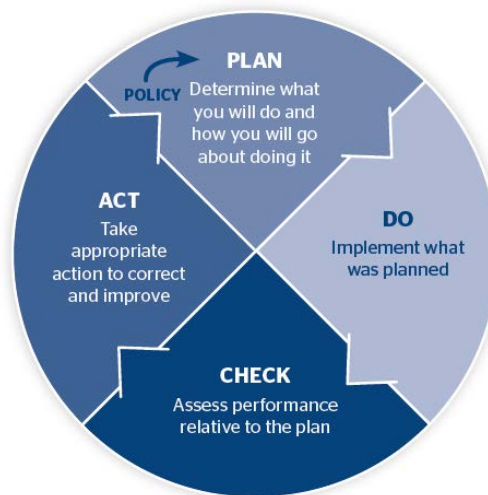 PLAN
POLICY
Determine what
you will do and
how you will go
about doing it
ACT
Take
appropriate
action to correct
and improve
DO
Implement what
was planned
CHECK
Assess performance
relative to the plan